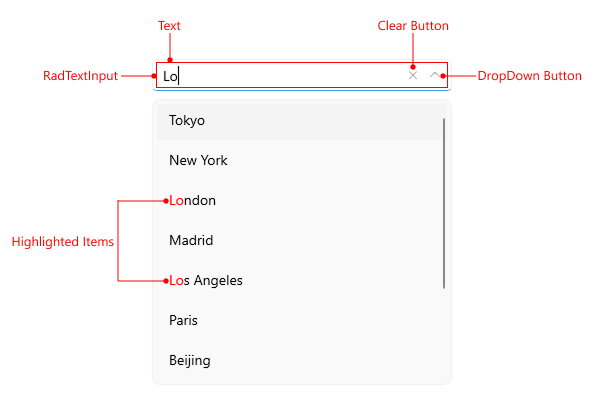 Text
Clear Button
RadTextInput
Lo
DropDown Button
Tokyo
New York
London
Madrid
Highlighted Items
Los Angeles
Paris
Beijing